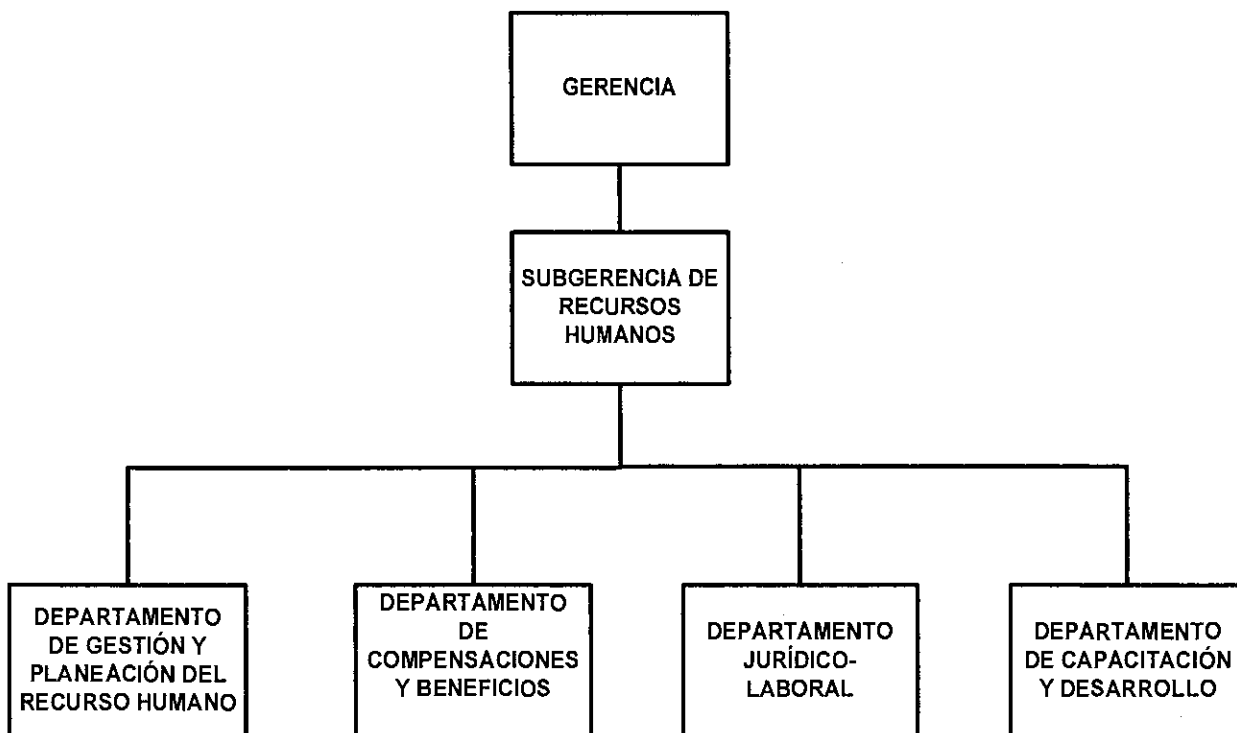 GERENCIA
SUBGERENCIA DE
RECURSOS
HUMANOS
DEPARTAMENTO
DE GESTIÓN Y
PLANEACIÓN DEL
RECURSO HUMANO
DEPARTAMENTO
DE
COMPENSACIONES
Y BENEFICIOS
DEPARTAMENTO
JURÍDICO-
LABORAL
DEPARTAMENTO
DE CAPACITACIÓN
Y DESARROLLO